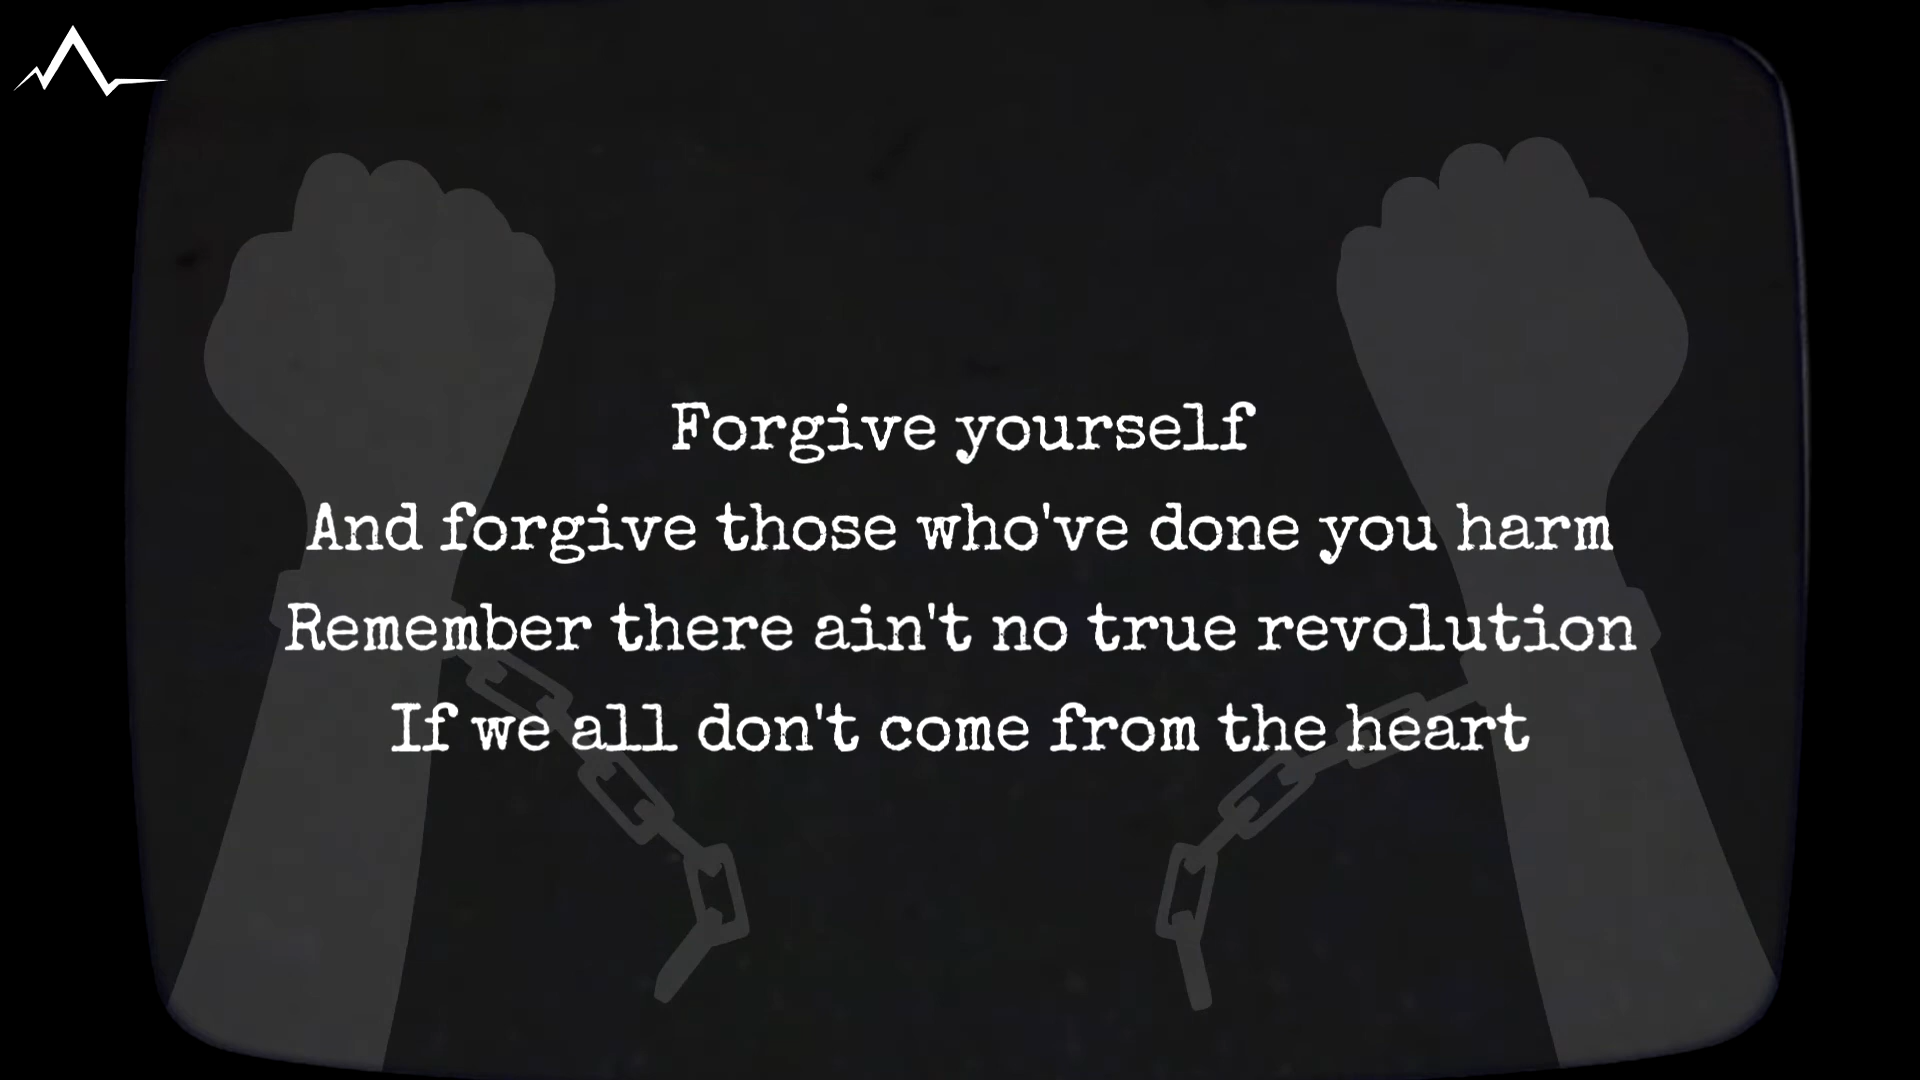 Forgive yourself
And forgive those who've done you harm
Remember there ain't no true revolution
If we all don't come from the heart